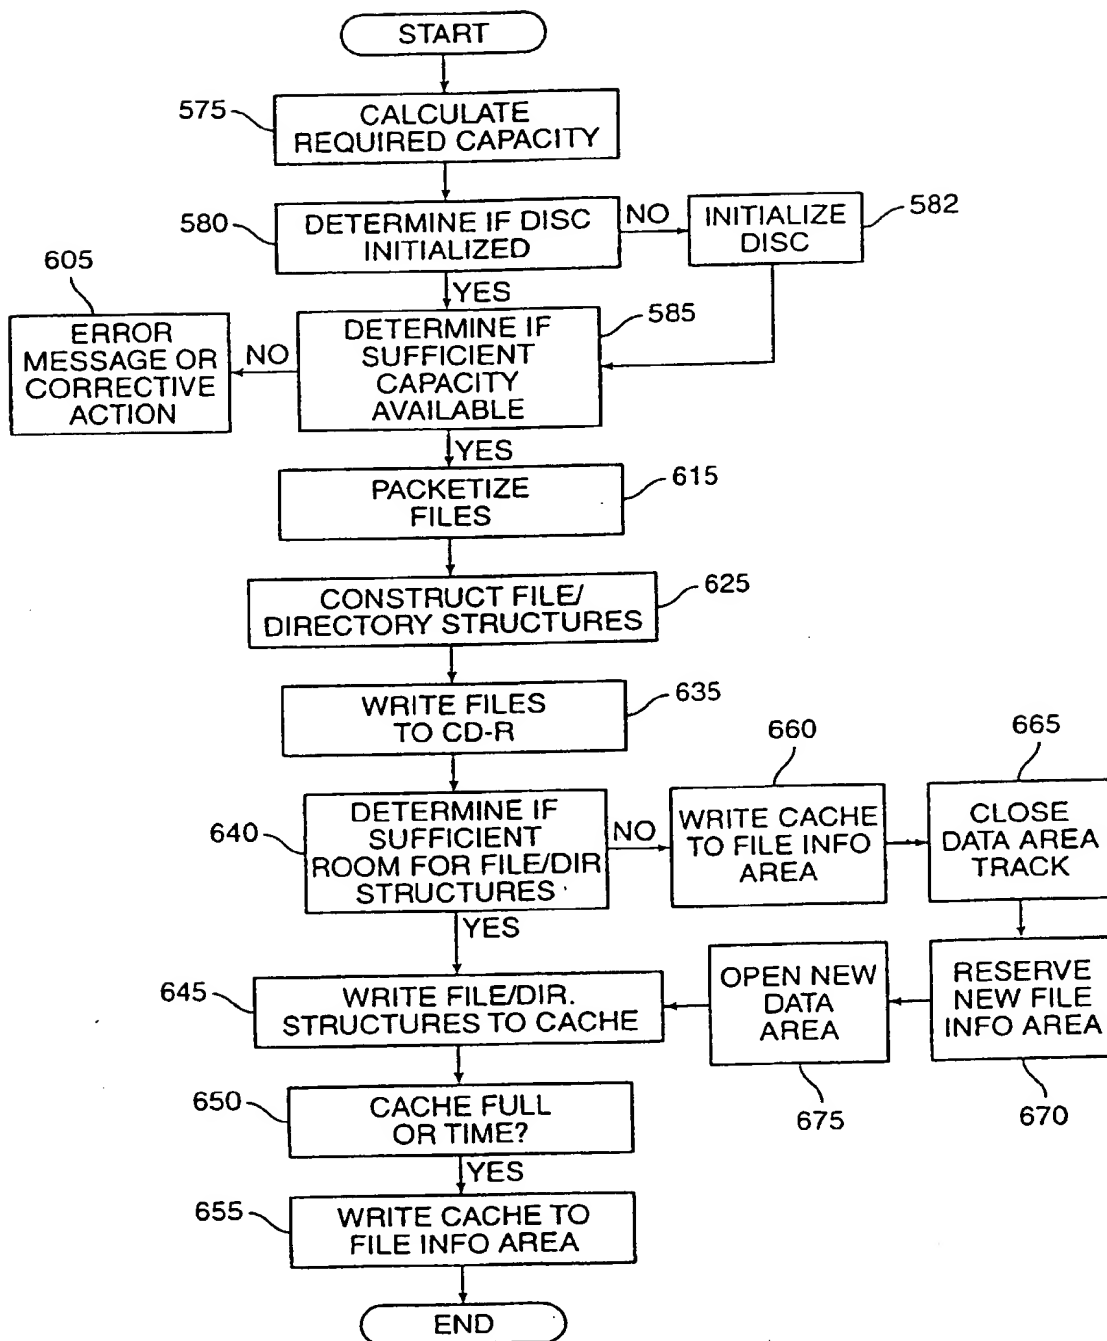 START
575
CALCULATE
REQUIRED CAPACITY
580
DETERMINE IF DISC
INITIALIZED
NO
INITIALIZE
DISC
582
605
YES
ERROR
MESSAGE OR
CORRECTIVE
ACTION
NO
DETERMINE IF
SUFFICIENT
CAPACITY
AVAILABLE
585
YES
PACKETIZE
FILES
615
CONSTRUCT FILE/
DIRECTORY STRUCTURES
625
WRITE FILES
TO CD-R
635
640
DETERMINE IF
SUFFICIENT
ROOM FOR FILE/DIR
STRUCTURES
NO
660
WRITE CACHE
TO FILE INFO
AREA
665
CLOSE
DATA AREA
TRACK
YES
645
WRITE FILE/DIR.
STRUCTURES TO CACHE
OPEN NEW
DATA
AREA
675
RESERVE
NEW FILE
INFO AREA
670
650
CACHE FULL
OR TIME?
YES
655
WRITE CACHE TO
FILE INFO AREA
END